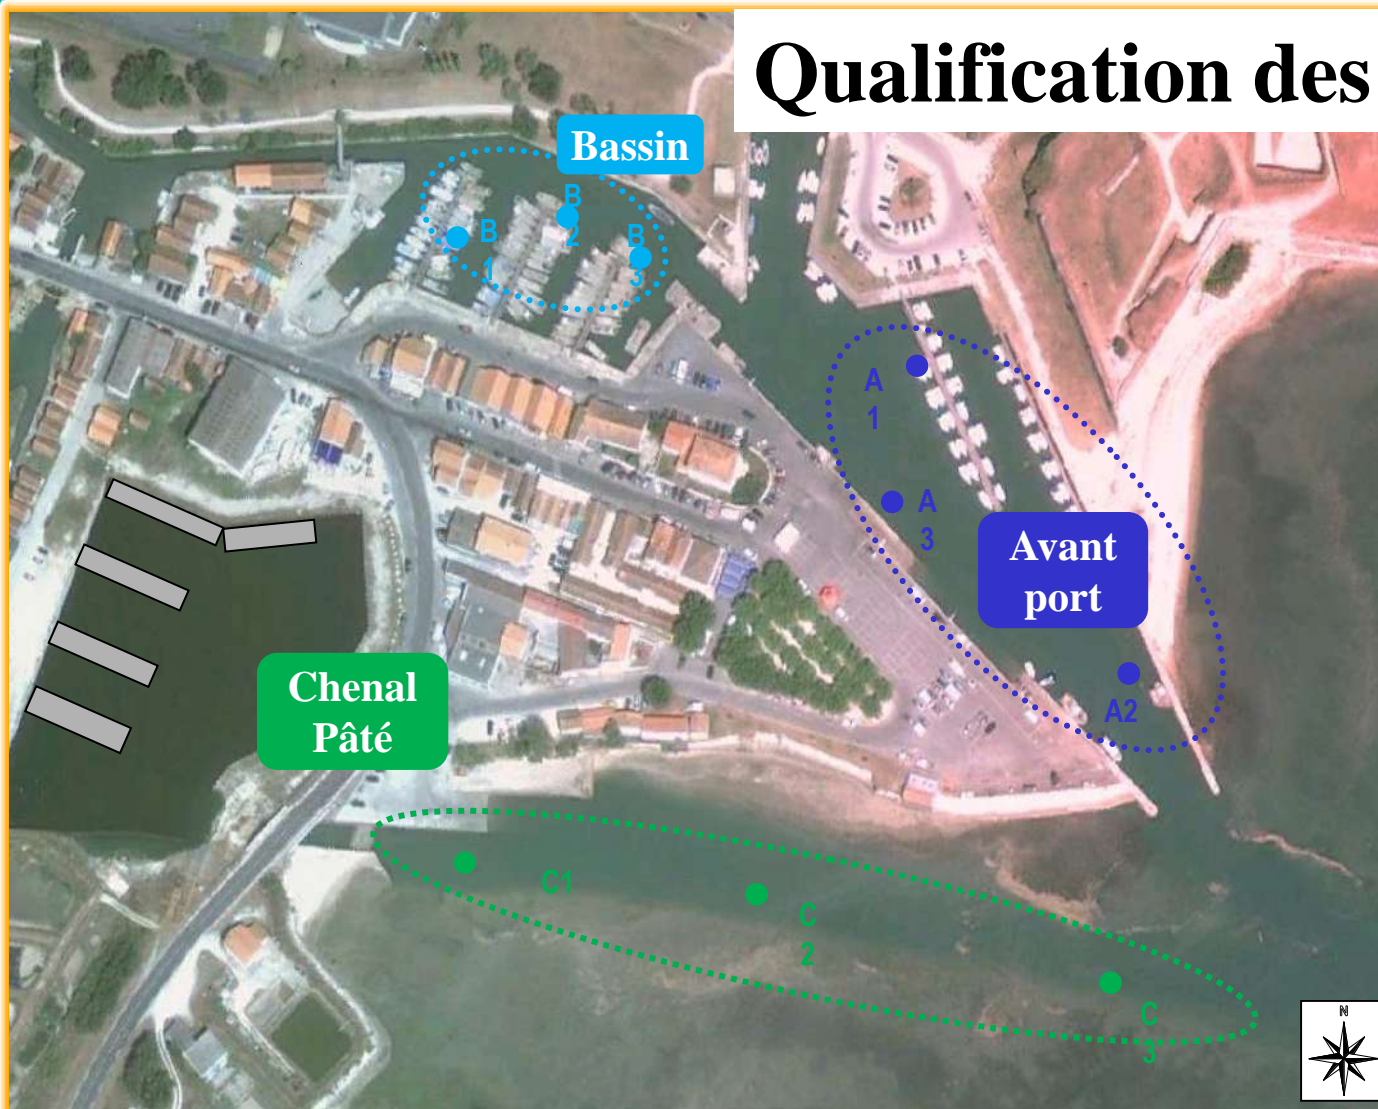 Qualification des
Bassin
B
2
B
1
B
3
A
1
A
3
Avant
port
A2
Chenal
Pâté
C1
C
2
C
3
N